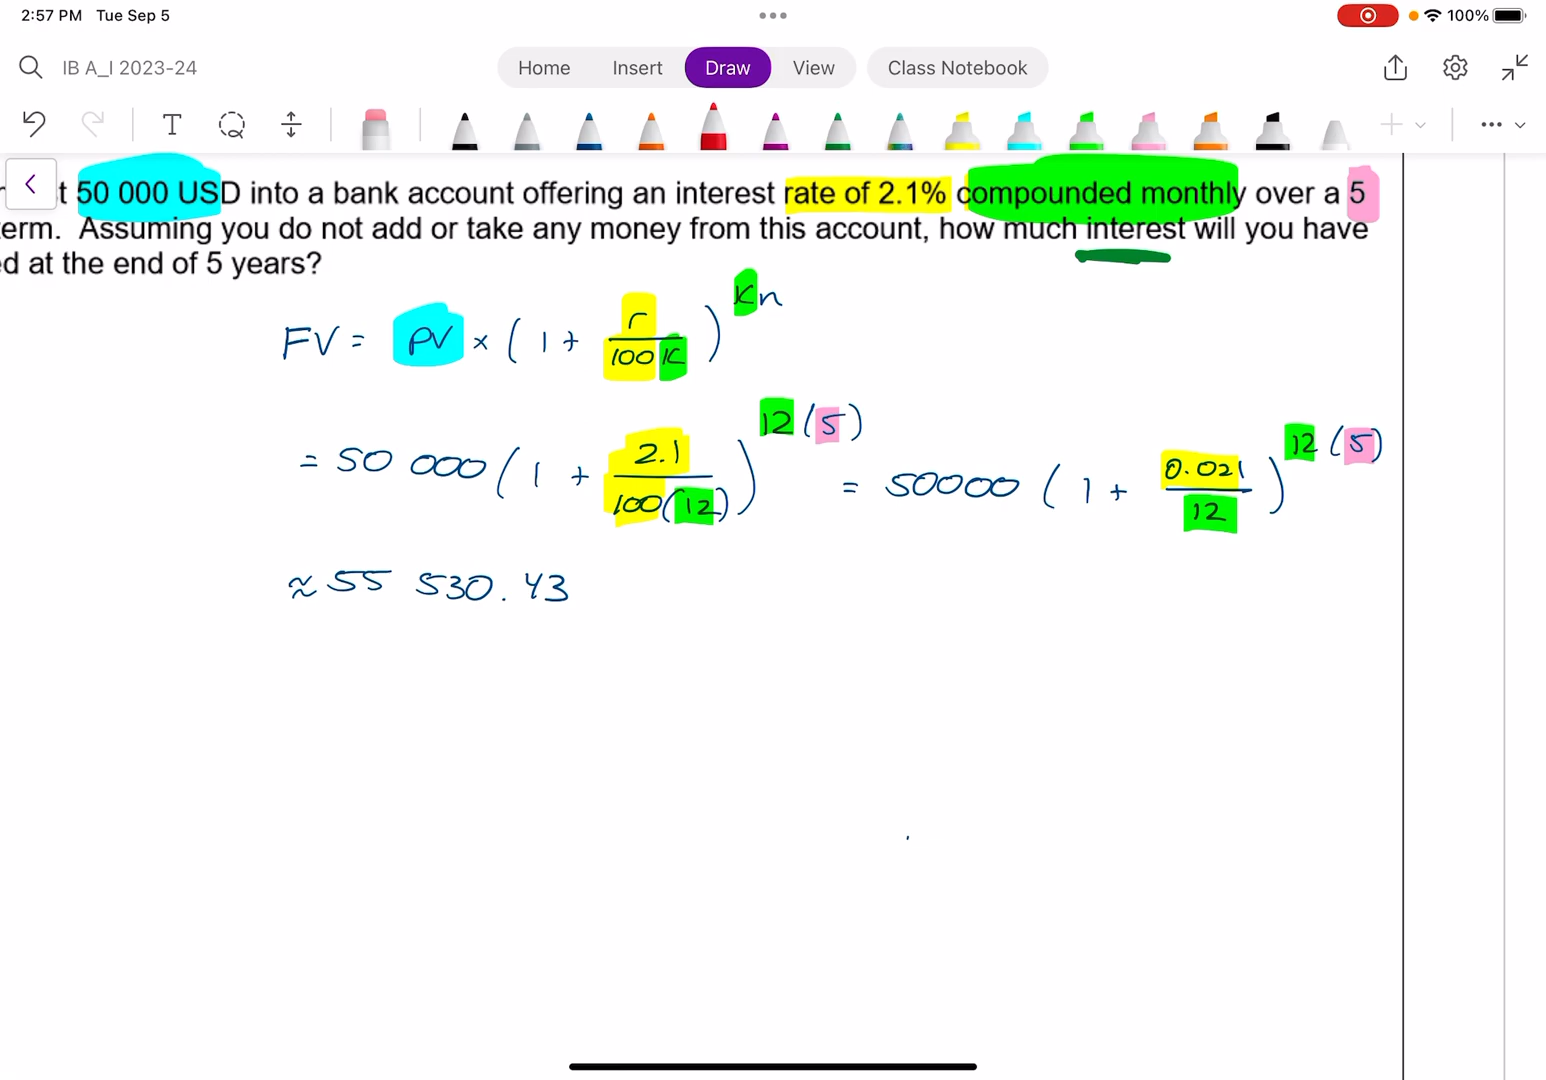 2:57 PM Tue Sep 5
100%
IB A_I 2023-24
Home Insert Draw View Class Notebook
t 50 000 USD into a bank account offering an interest rate of 2.1% compounded monthly over a 5
erm. Assuming you do not add or take any money from this account, how much interest will you have
d at the end of 5 years?
FV = PV × ( 1 + r / 100 K ) ^ Kn
= 50 000 ( 1 + 2.1 / 100(12) ) ^ 12 (5) = 50000 ( 1 + 0.021 / 12 ) ^ 12 (5)
≈ 55 530.43